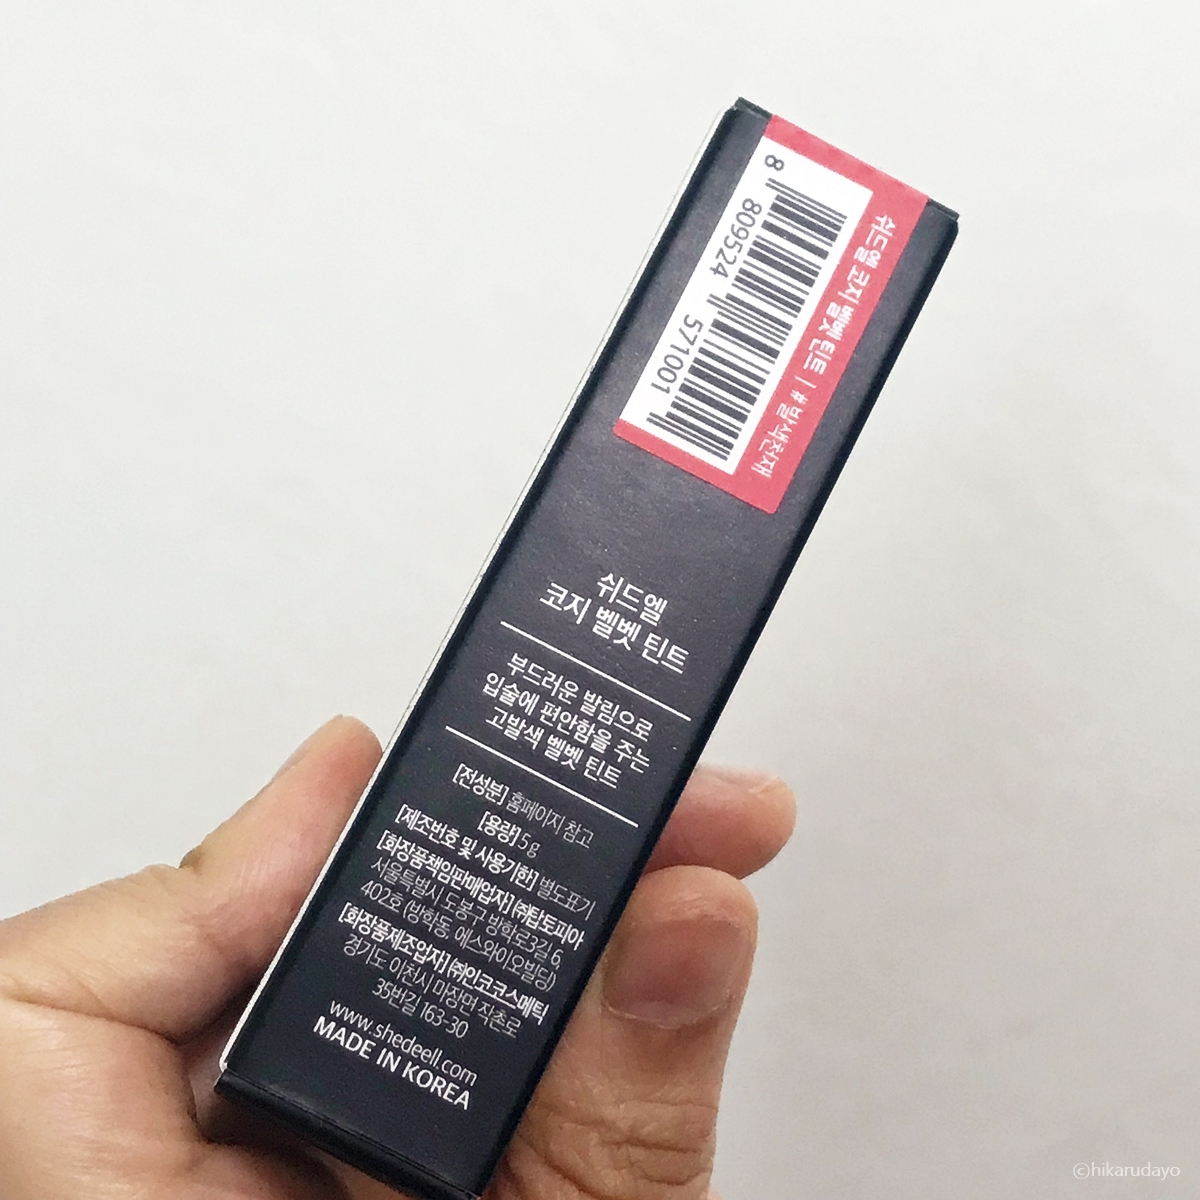 쉬드엘 코지 벨벳 틴트 | #발색천재
8 809524 571001
쉬드엘
코지 벨벳 틴트
부드러운 발림으로
입술에 편안함을 주는
고발색 벨벳 틴트
[전성분] 홈페이지 참고
[용량] 5 g
[제조번호 및 사용기한] 별도표기
[화장품책임판매업자] ㈜탑토피아
서울특별시 도봉구 방학로3길 6,
402호 (방학동, 에스와이오빌딩)
[화장품제조업자] ㈜인코코스메틱
경기도 이천시 마장면 작촌로
35번길 163-30
www.shedeell.com
MADE IN KOREA
©hikarudayo